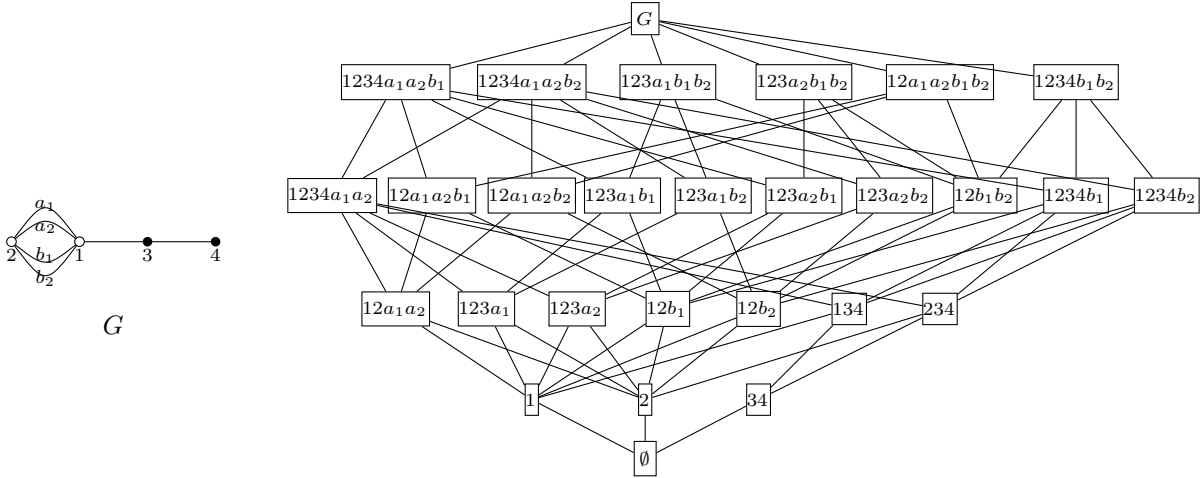 G
1234a₁a₂b₁ 1234a₁a₂b₂ 123a₁b₁b₂ 123a₂b₁b₂ 12a₁a₂b₁b₂ 1234b₁b₂
1234a₁a₂ 12a₁a₂b₁ 12a₁a₂b₂ 123a₁b₁ 123a₁b₂ 123a₂b₁ 123a₂b₂ 12b₁b₂ 1234b₁ 1234b₂
a₁
a₂
2 b₁ 1 3 4
b₂
G
12a₁a₂ 123a₁ 123a₂ 12b₁ 12b₂ 134 234
1 2 34
∅